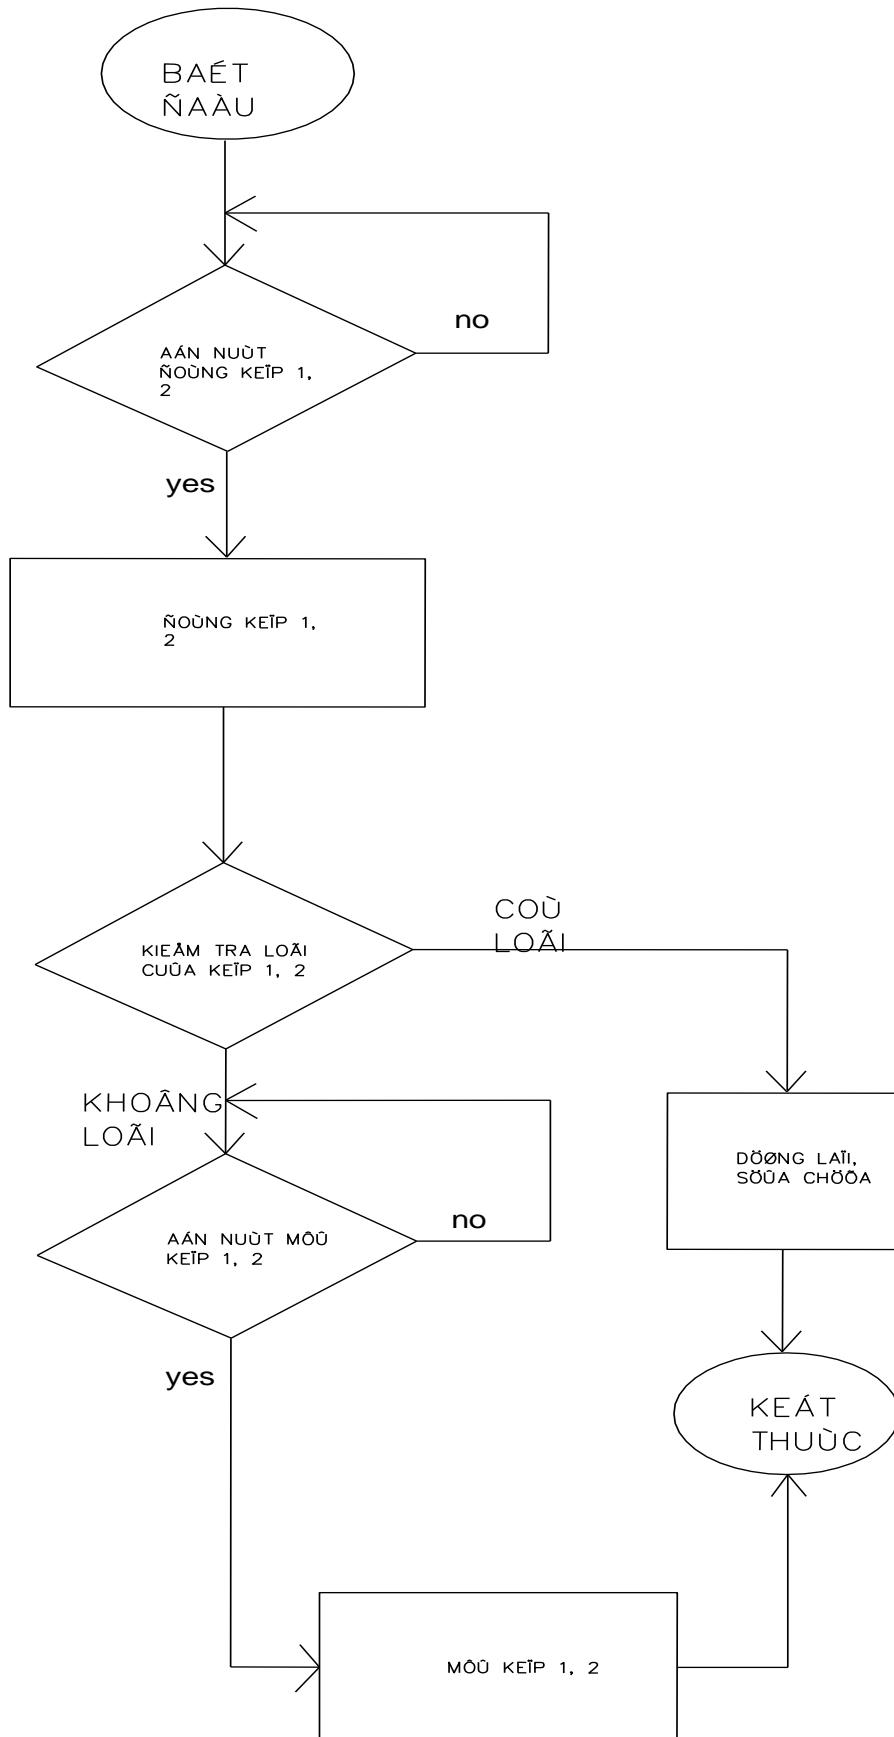 BAÉT
ÑAÀU
no
AÁN NUÙT
ÑOÙNG KEÏP 1,
2
yes
ÑOÙNG KEÏP 1,
2
COÙ
LOÃI
KIEÅM TRA LOÃI
CUÛA KEÏP 1, 2
KHOÂNG
LOÃI
DÖØNG LAÏI,
SÖÛA CHÖÕA
no
AÁN NUÙT MÔÛ
KEÏP 1, 2
yes
KEÁT
THUÙC
MÔÛ KEÏP 1, 2